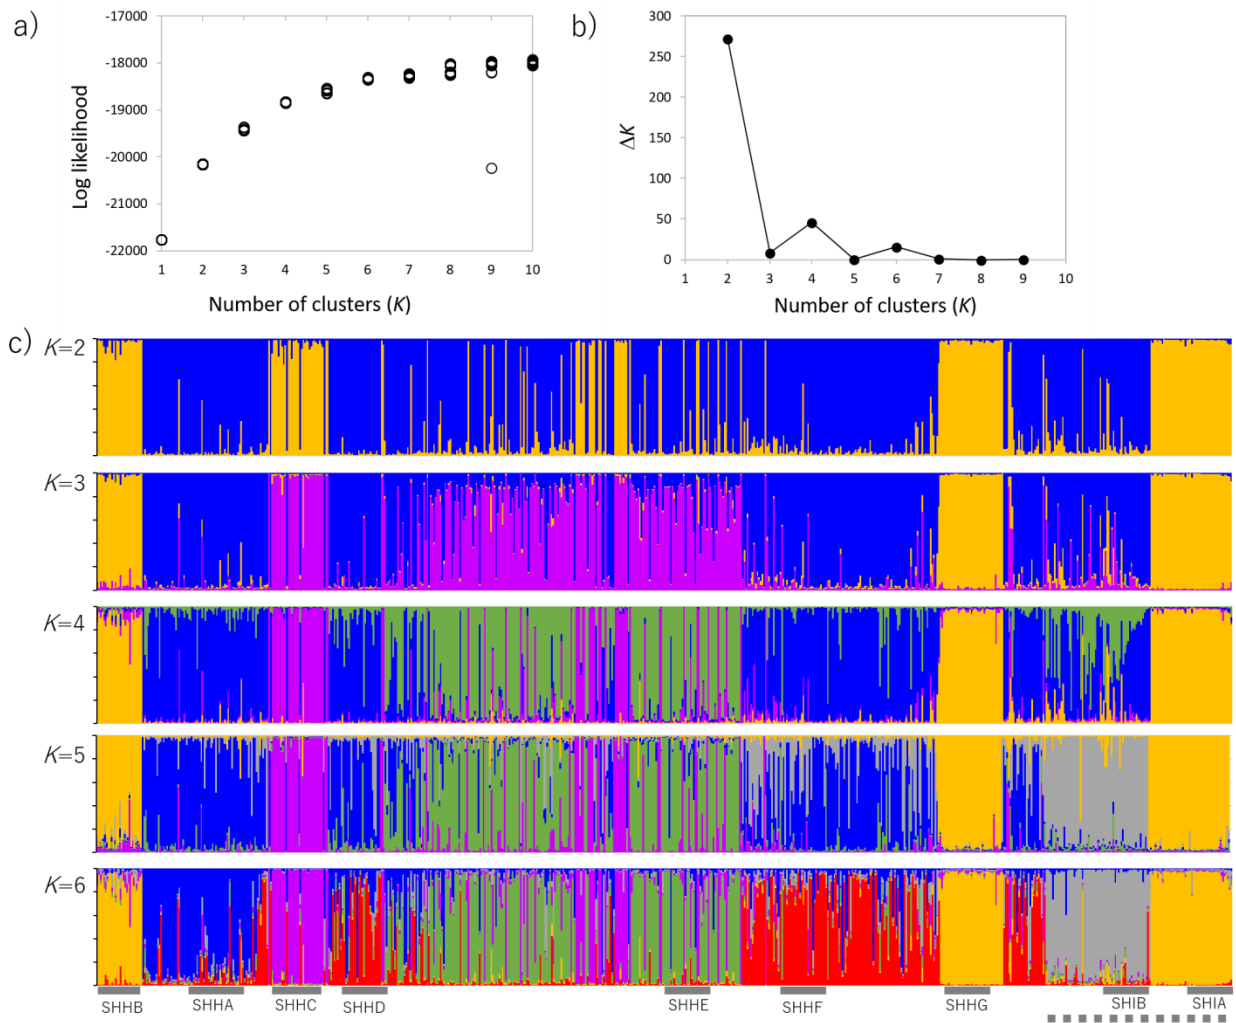 a)
-17000
-18000
-19000
-20000
-21000
-22000
Log likelihood
1 2 3 4 5 6 7 8 9 10
Number of clusters (K)
b)
300
250
200
150
100
50
0
ΔK
1 2 3 4 5 6 7 8 9 10
Number of clusters (K)
c)
K=2
K=3
K=4
K=5
K=6
SHHB SHHA SHHC SHHD SHHE SHHF SHHG SHIB SHIA